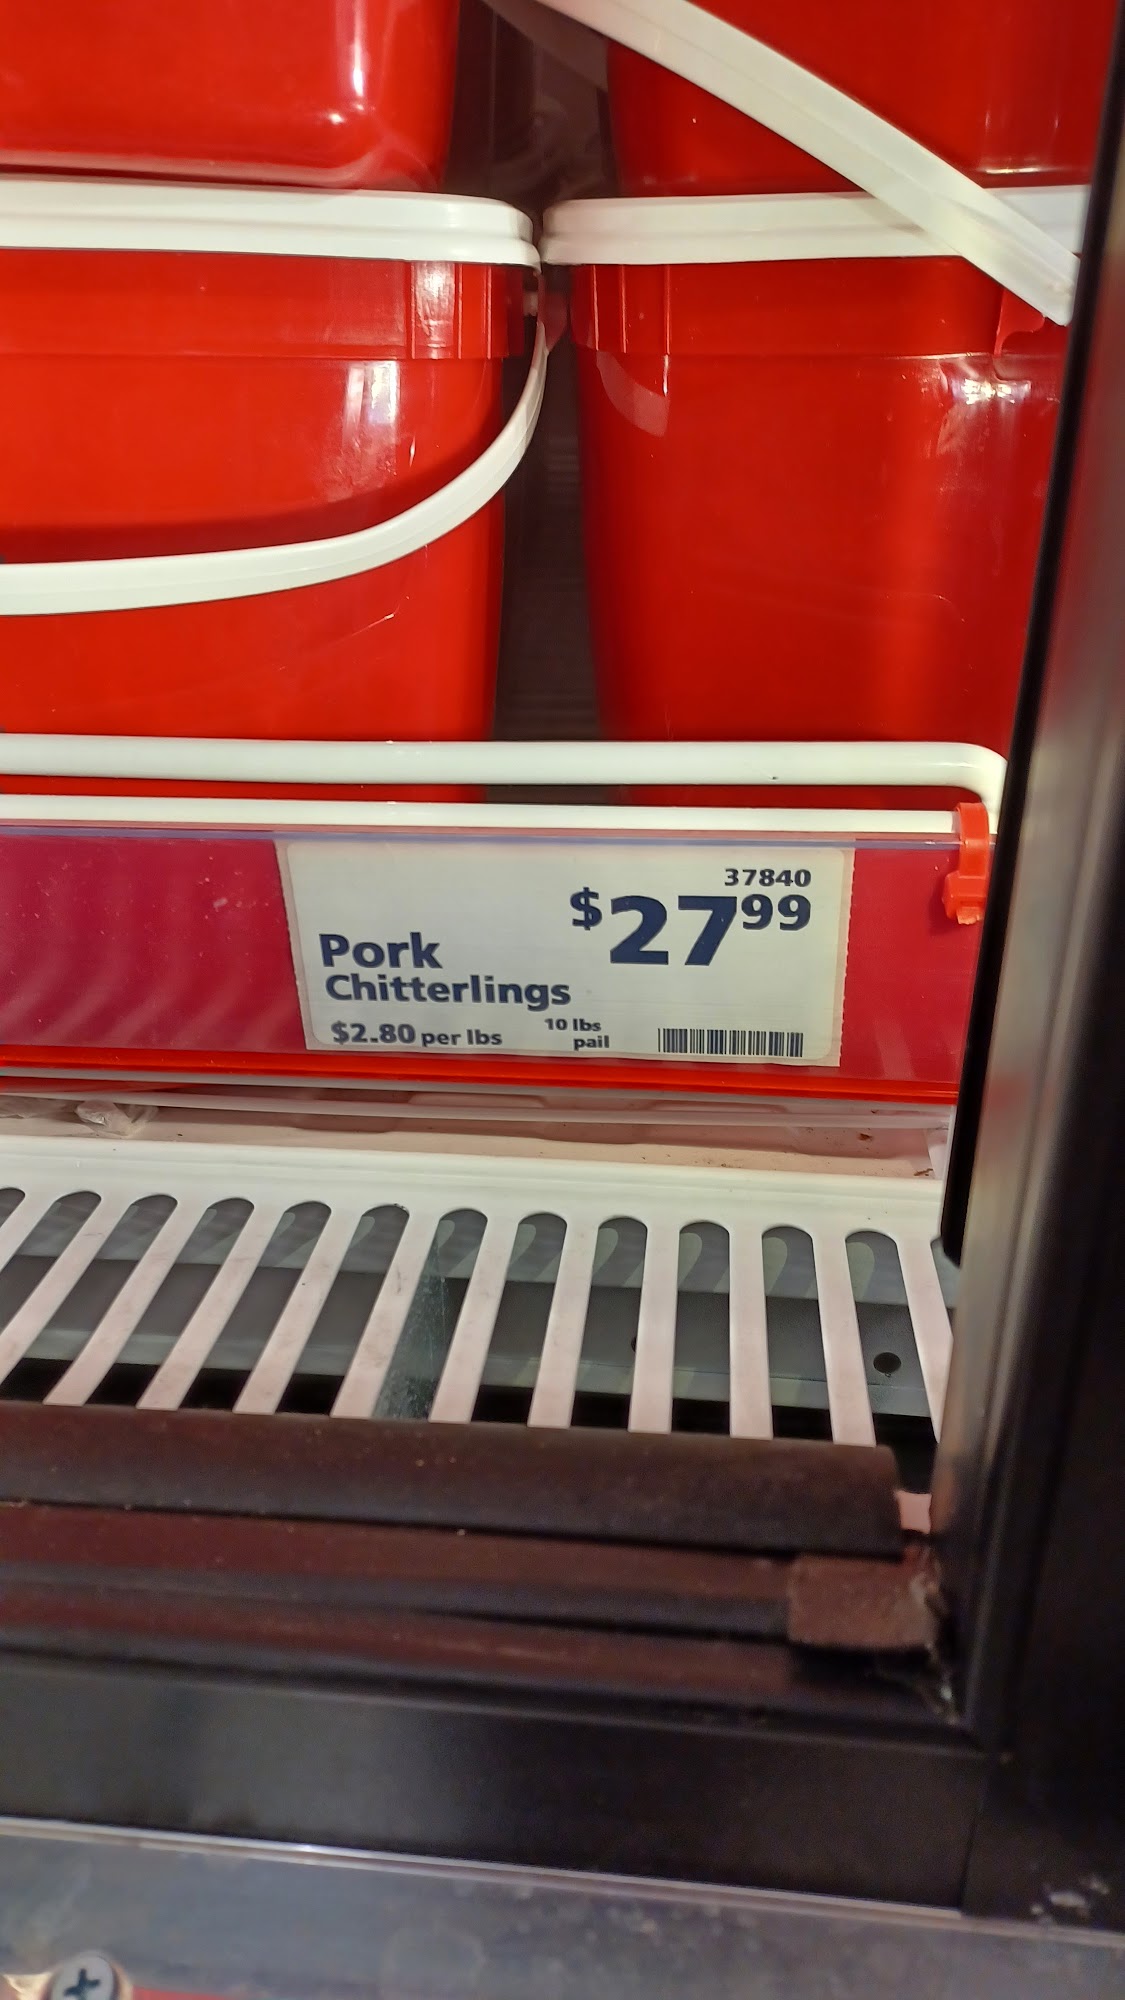 37840
$27 99
Pork
Chitterlings
$2.80 per lbs
10 lbs
pail